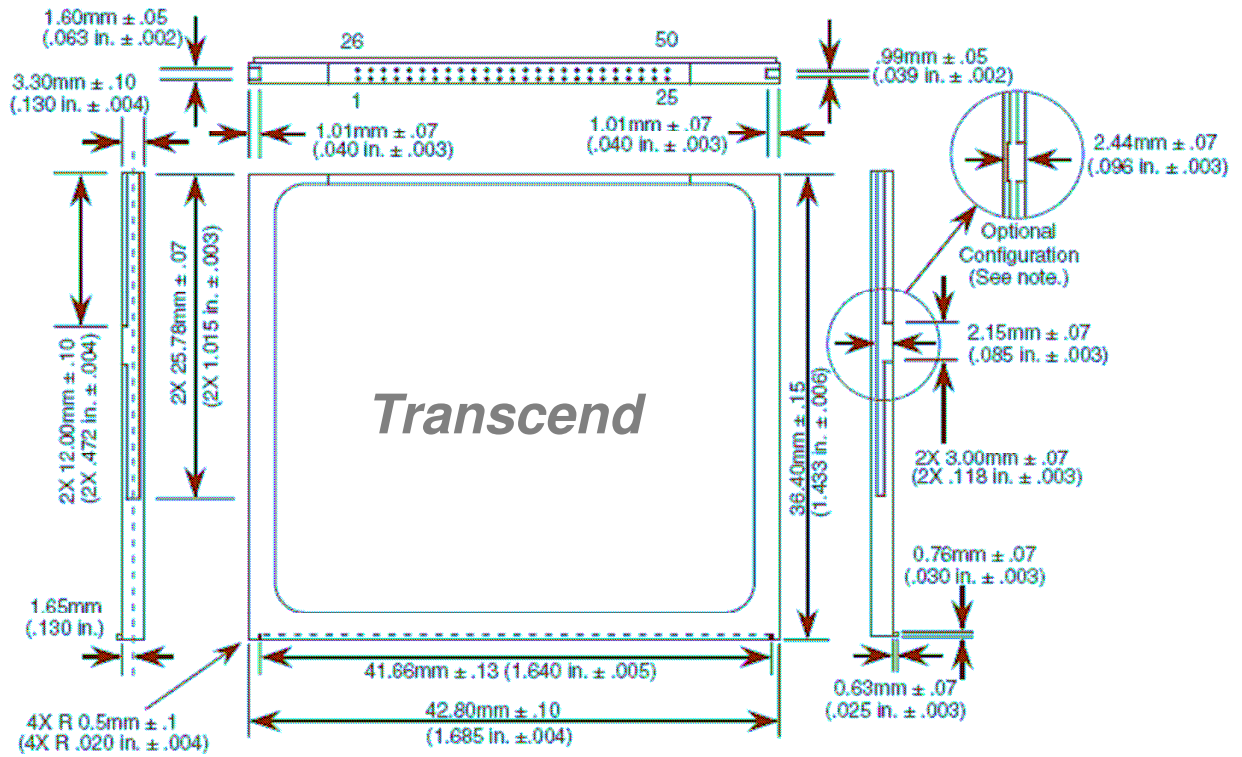 1.60mm ± .05
(.063 in. ± .002)
26
50
.99mm ± .05
(.039 in. ± .002)
3.30mm ± .10
(.130 in. ± .004)
1
25
1.01mm ± .07
(.040 in. ± .003)
1.01mm ± .07
(.040 in. ± .003)
2.44mm ± .07
(.096 in. ± .003)
Optional
Configuration
(See note.)
2X 12.00mm ± .10
(2X .472 in. ± .004)
2X 25.78mm ± .07
(2X 1.015 in. ± .003)
Transcend
36.40mm ± .15
(1.433 in. ± .006)
2.15mm ± .07
(.085 in. ± .003)
2X 3.00mm ± .07
(2X .118 in. ± .003)
0.76mm ± .07
(.030 in. ± .003)
1.65mm
(.130 in.)
41.66mm ± .13 (1.640 in. ± .005)
0.63mm ± .07
(.025 in. ± .003)
42.80mm ± .10
(1.685 in. ±.004)
4X R 0.5mm ± .1
(4X R .020 in. ± .004)